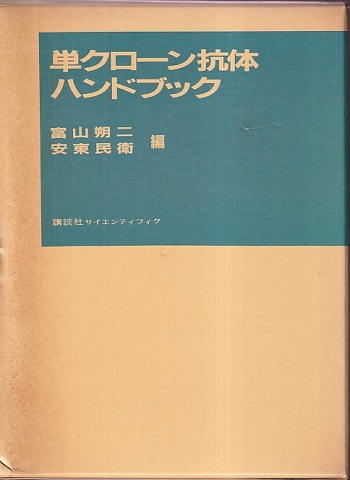 単クローン抗体
ハンドブック
富山朔二
安東民衛 編
講談社サイエンティフィク